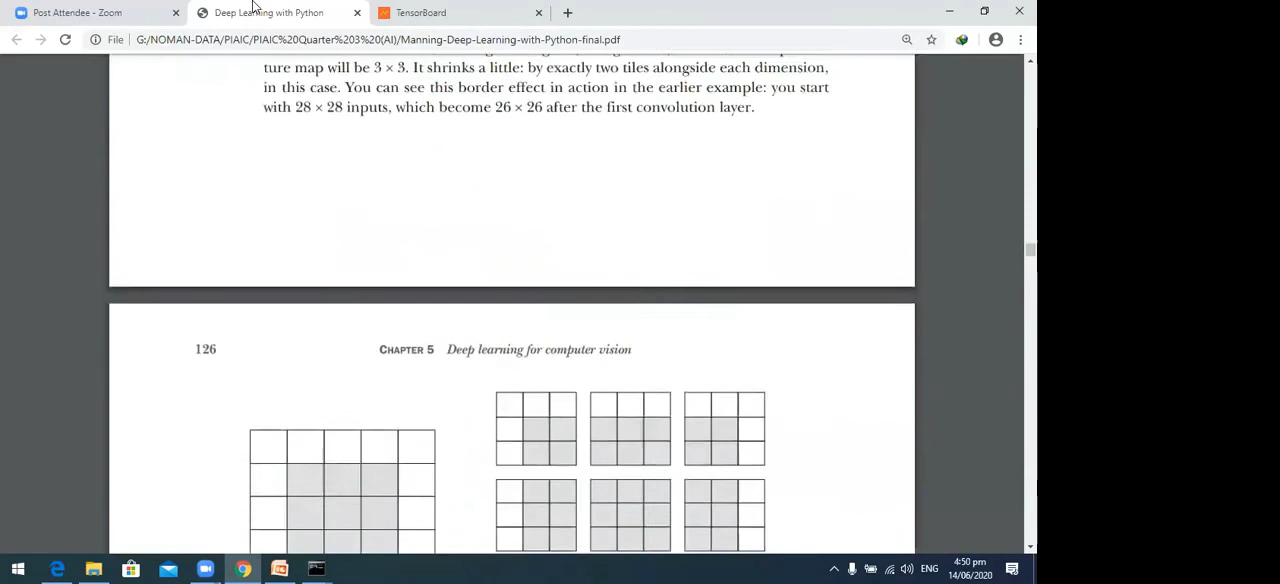 Post Attendee - Zoom
Deep Learning with Python
TensorBoard
File
G:/NOMAN-DATA/PIAIC/PIAIC%20Quarter%203%20(AI)/Manning-Deep-Learning-with-Python-final.pdf
ture map will be 3 × 3. It shrinks a little: by exactly two tiles alongside each dimension,
in this case. You can see this border effect in action in the earlier example: you start
with 28 × 28 inputs, which become 26 × 26 after the first convolution layer.
126 CHAPTER 5 Deep learning for computer vision
ENG
4:50 pm
14/06/2020